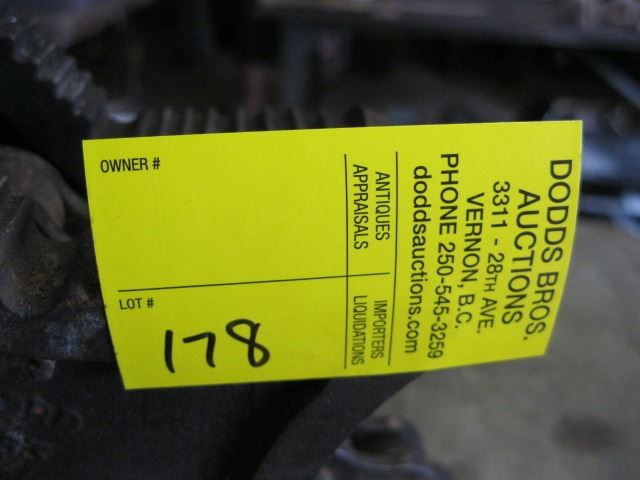 DODDS BROS.
AUCTIONS
3311 - 28TH AVE.
VERNON, B.C.
PHONE 250-545-3259
doddsauctions.com
ANTIQUES
APPRAISALS
IMPORTERS
LIQUIDATIONS
OWNER #
LOT #
178